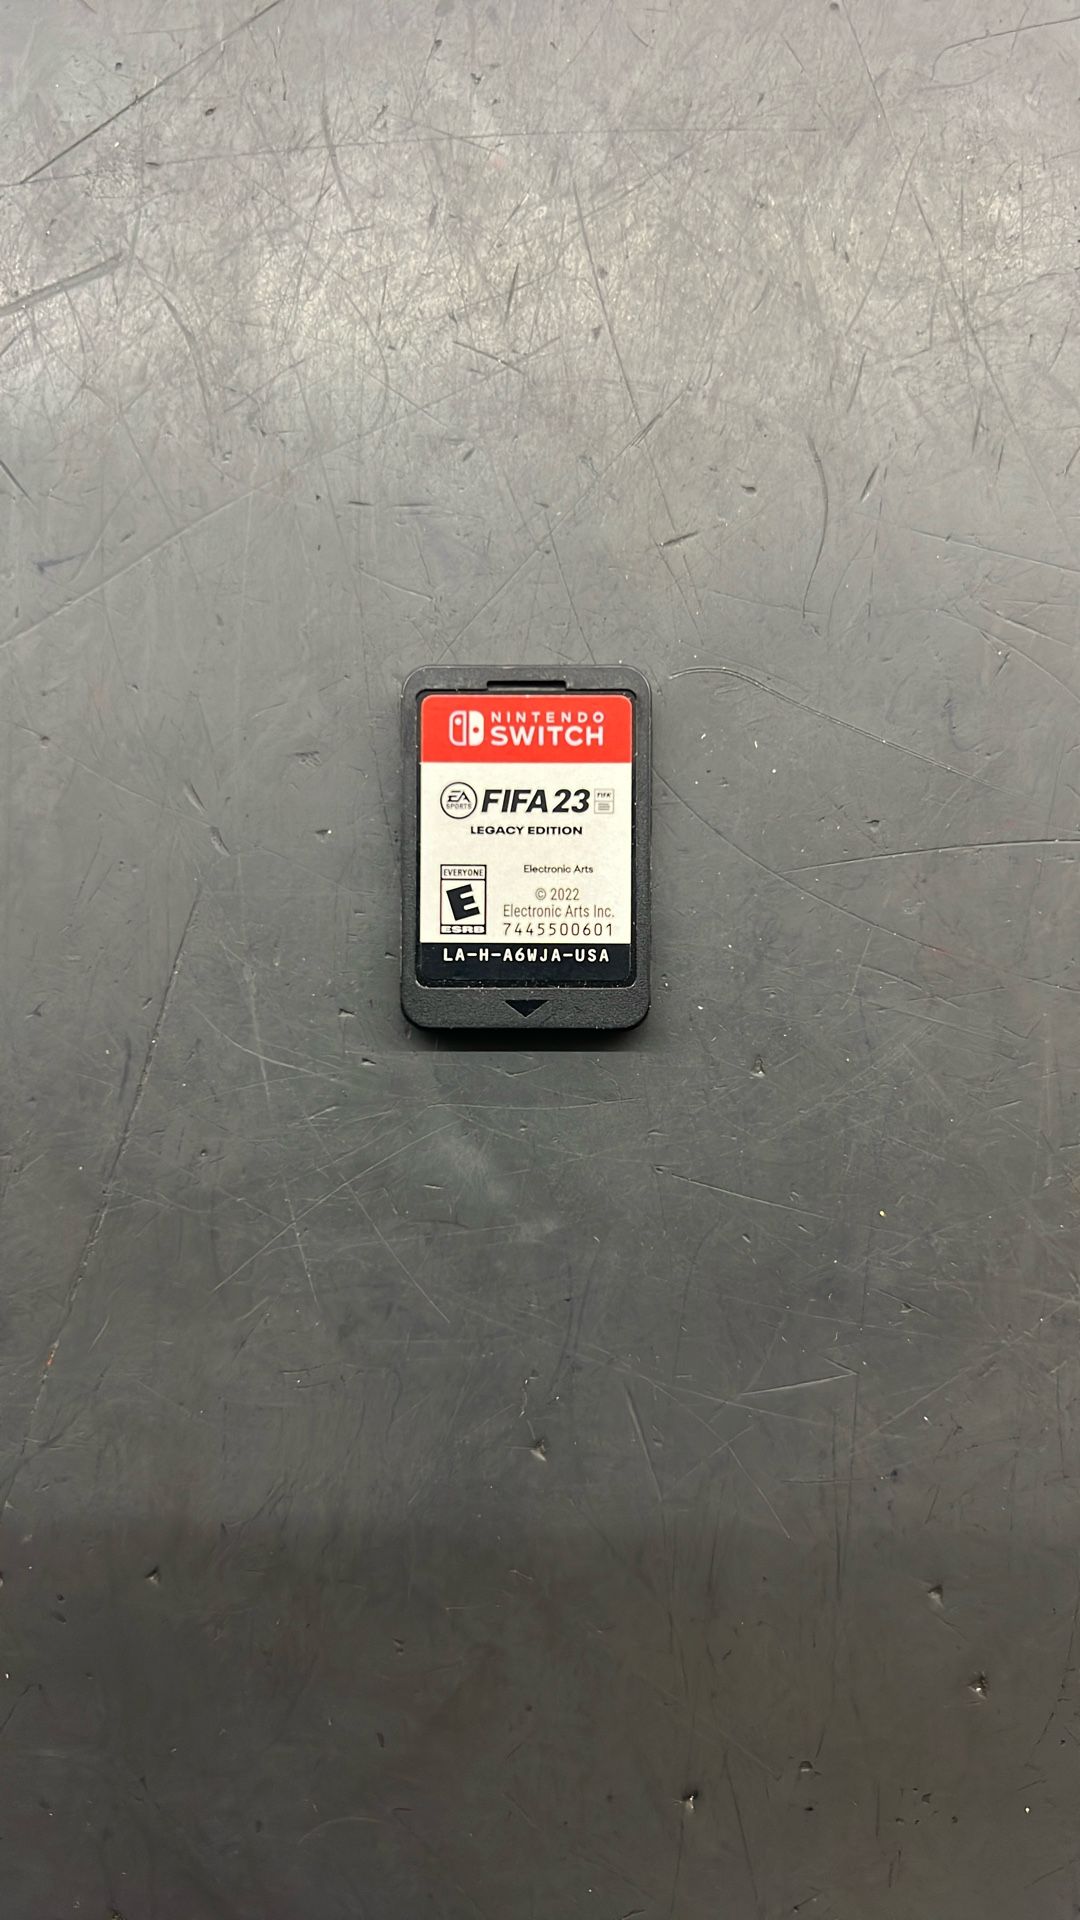 NINTENDO
SWITCH
EA
SPORTS
FIFA 23
FIFA
LEGACY EDITION
EVERYONE
E
ESRB
Electronic Arts
© 2022
Electronic Arts Inc.
7445500601
LA-H-A6WJA-USA